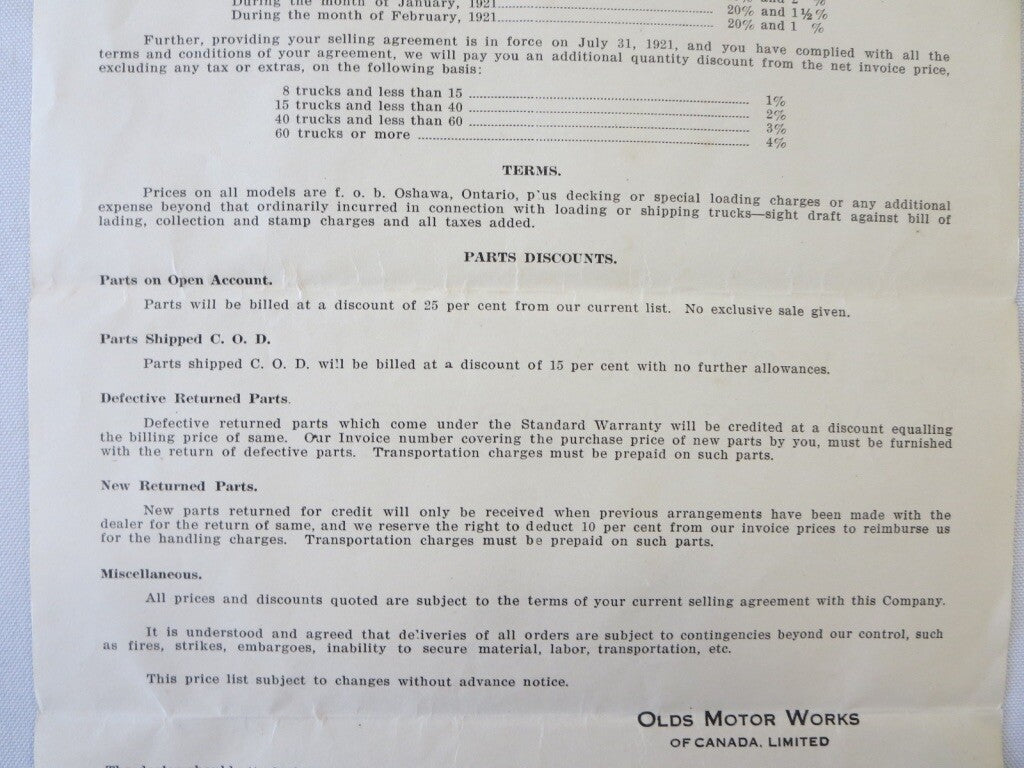 During the month of January, 1921
During the month of February, 1921 20% and 1½%
20% and 1 %
Further, providing your selling agreement is in force on July 31, 1921, and you have complied with all the
terms and conditions of your agreement, we will pay you an additional quantity discount from the net invoice price,
excluding any tax or extras, on the following basis:
8 trucks and less than 15 1%
15 trucks and less than 40 2%
40 trucks and less than 60 3%
60 trucks or more 4%
TERMS.
Prices on all models are f. o. b. Oshawa, Ontario, p'us decking or special loading charges or any additional
expense beyond that ordinarily incurred in connection with loading or shipping trucks—sight draft against bill of
lading, collection and stamp charges and all taxes added.
PARTS DISCOUNTS.
Parts on Open Account.
Parts will be billed at a discount of 25 per cent from our current list. No exclusive sale given.
Parts Shipped C. O. D.
Parts shipped C. O. D. will be billed at a discount of 15 per cent with no further allowances.
Defective Returned Parts.
Defective returned parts which come under the Standard Warranty will be credited at a discount equalling
the billing price of same. Our Invoice number covering the purchase price of new parts by you, must be furnished
with the return of defective parts. Transportation charges must be prepaid on such parts.
New Returned Parts.
New parts returned for credit will only be received when previous arrangements have been made with the
dealer for the return of same, and we reserve the right to deduct 10 per cent from our invoice prices to reimburse us
for the handling charges. Transportation charges must be prepaid on such parts.
Miscellaneous.
All prices and discounts quoted are subject to the terms of your current selling agreement with this Company.
It is understood and agreed that deliveries of all orders are subject to contingencies beyond our control, such
as fires, strikes, embargoes, inability to secure material, labor, transportation, etc.
This price list subject to changes without advance notice.
OLDS MOTOR WORKS
OF CANADA, LIMITED